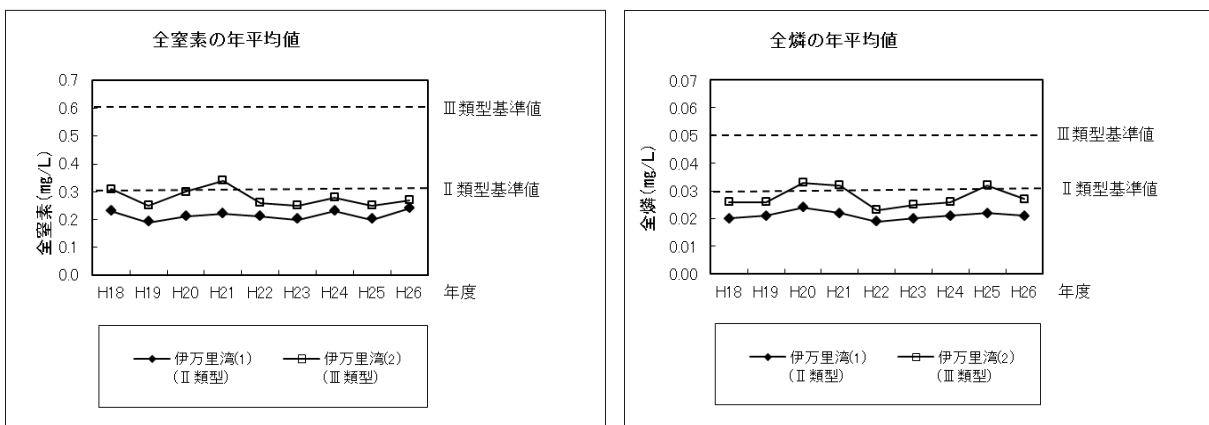 全窒素の年平均値
0.7
0.6
0.5
0.4
0.3
0.2
0.1
0.0
全窒素(mg/L)
Ⅲ類型基準値
Ⅱ類型基準値
H18 H19 H20 H21 H22 H23 H24 H25 H26 年度
伊万里湾(1) 伊万里湾(2)
(Ⅱ類型) (Ⅲ類型)
全燐の年平均値
0.07
0.06
0.05
0.04
0.03
0.02
0.01
0.00
全燐(mg/L)
Ⅲ類型基準値
Ⅱ類型基準値
H18 H19 H20 H21 H22 H23 H24 H25 H26 年度
伊万里湾(1) 伊万里湾(2)
(Ⅱ類型) (Ⅲ類型)